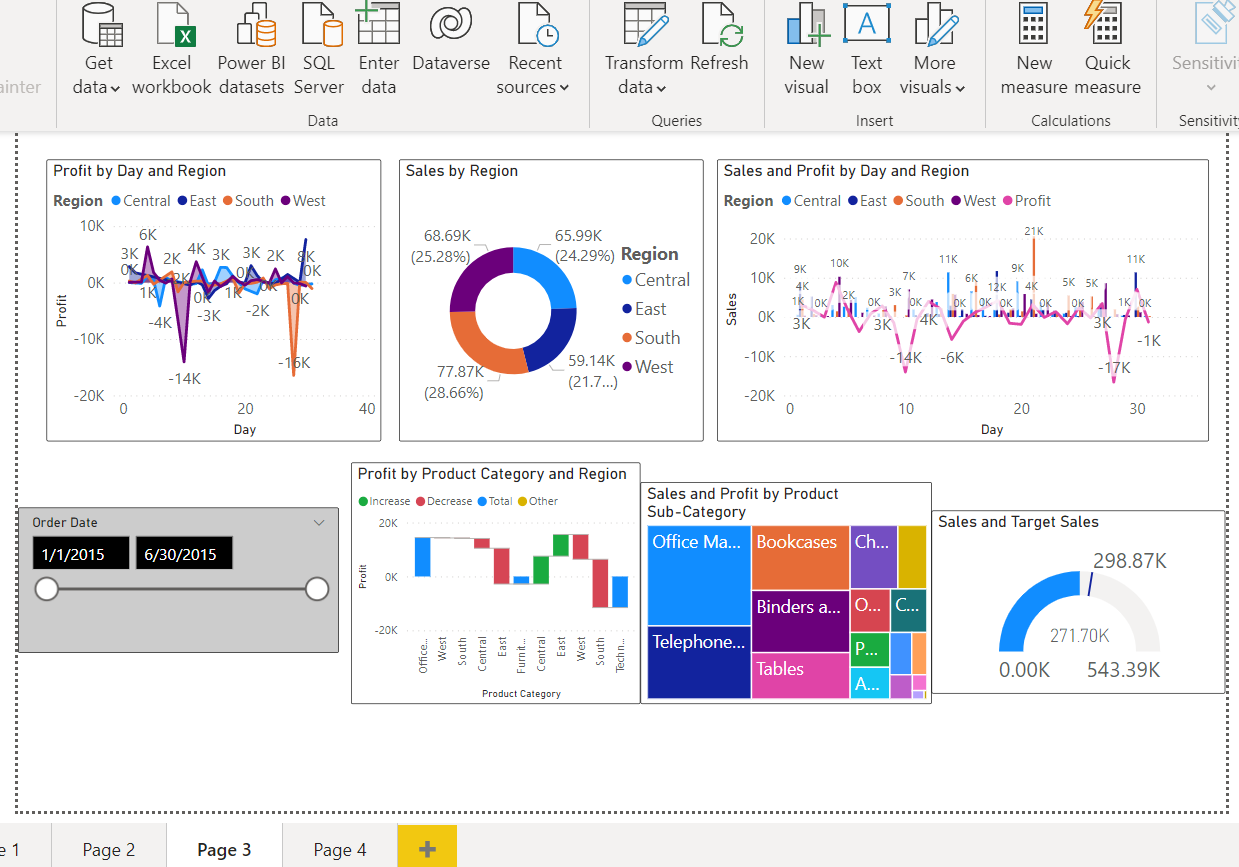 ainter
Get data
Excel workbook
Power BI datasets
SQL Server
Enter data
Dataverse
Recent sources
Transform data
Refresh
New visual
Text box
More visuals
New measure
Quick measure
Sensitivi
Data
Queries
Insert
Calculations
Sensitivity
Profit by Day and Region
Region Central East South West
10K
0K
-10K
-20K
Profit
3K
0K
6K
1K
-4K
2K
2K
-14K
4K
0K
-3K
3K
1K
0K
3K
-2K
0K
2K
-16K
8K
0K
0K
0 20 40
Day
Sales by Region
68.69K
(25.28%)
65.99K
(24.29%)
77.87K
(28.66%)
59.14K
(21.7...)
Region
Central
East
South
West
Sales and Profit by Day and Region
Region Central East South West Profit
20K
10K
0K
-10K
-20K
Sales
9K
4K
1K
3K
0K
10K
2K
0K
3K
3K
-14K
7K
0K
4K
11K
-6K
6K
12K
0K
9K
21K
4K
0K
5K
0K
5K
3K
-17K
1K
11K
0K
-1K
0 10 20 30
Day
Order Date
1/1/2015
6/30/2015
Profit by Product Category and Region
Increase Decrease Total Other
20K
0K
-20K
Profit
Office...
West
South
Central
East
Furnit...
Central
East
West
South
Techn...
Product Category
Sales and Profit by Product
Sub-Category
Office Ma...
Telephone...
Bookcases
Binders a...
Tables
Ch...
O...
C...
P...
A...
Sales and Target Sales
298.87K
271.70K
0.00K
543.39K
e 1
Page 2
Page 3
Page 4